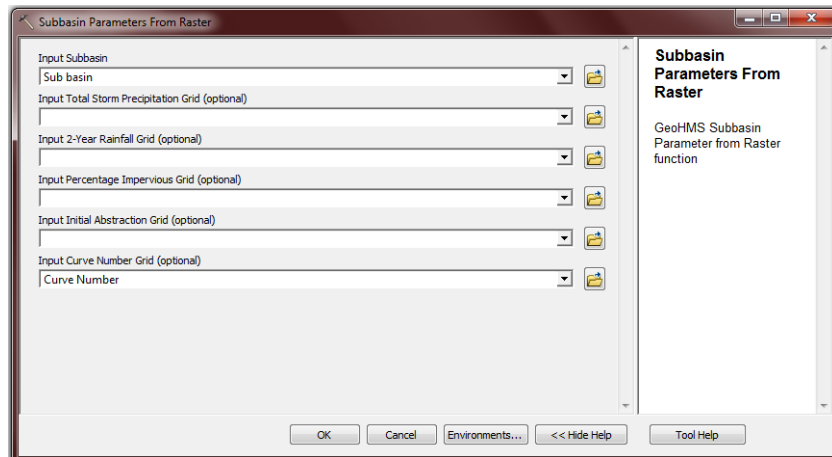 Subbasin Parameters From Raster
Input Subbasin
Sub basin
Input Total Storm Precipitation Grid (optional)
Input 2-Year Rainfall Grid (optional)
Input Percentage Impervious Grid (optional)
Input Initial Abstraction Grid (optional)
Input Curve Number Grid (optional)
Curve Number
OK
Cancel
Environments...
<< Hide Help
Subbasin
Parameters From
Raster
GeoHMS Subbasin
Parameter from Raster
function
Tool Help